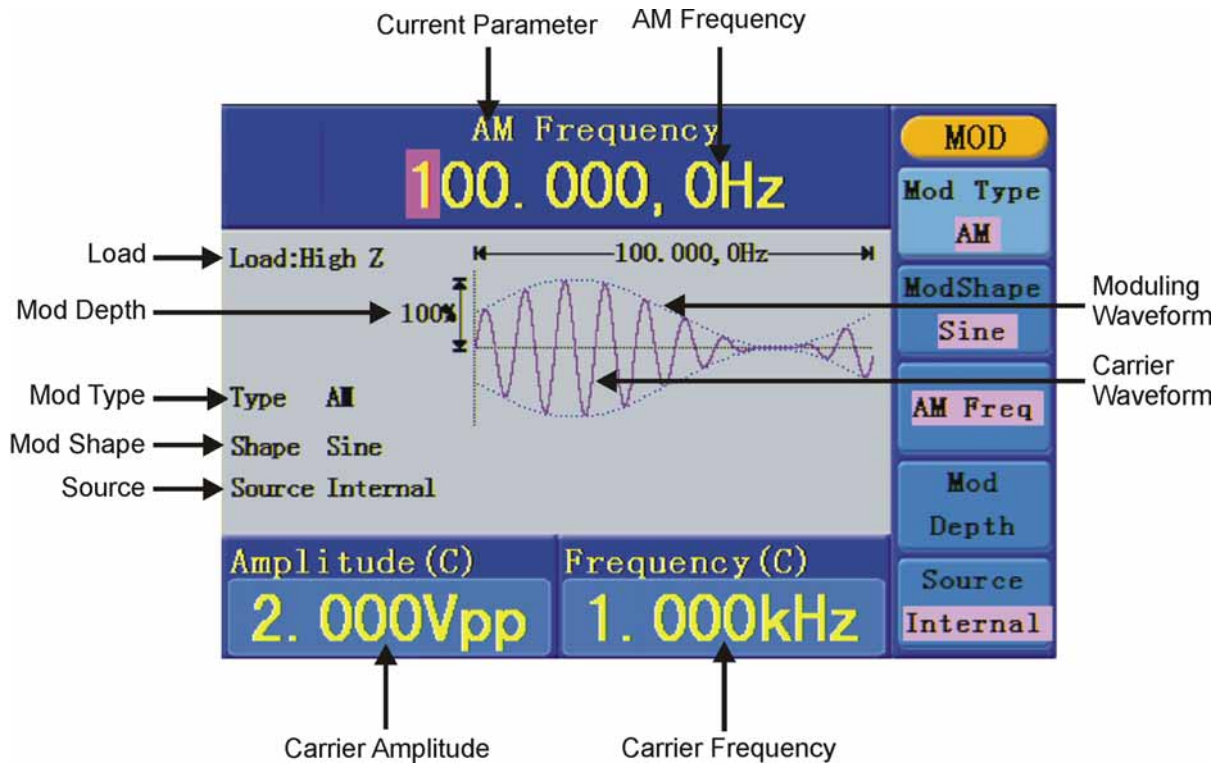 Current Parameter
AM Frequency
AM Frequency
100.000,0Hz
MOD
Mod Type
AM
Load
Load:High Z
100.000,0Hz
Mod Depth
100%
ModShape
Sine
Moduling
Waveform
Carrier
Waveform
Mod Type
Type AM
AM Freq
Mod Shape
Shape Sine
Source
Source Internal
Mod
Depth
Amplitude(C)
2.000Vpp
Frequency(C)
1.000kHz
Source
Internal
Carrier Amplitude
Carrier Frequency